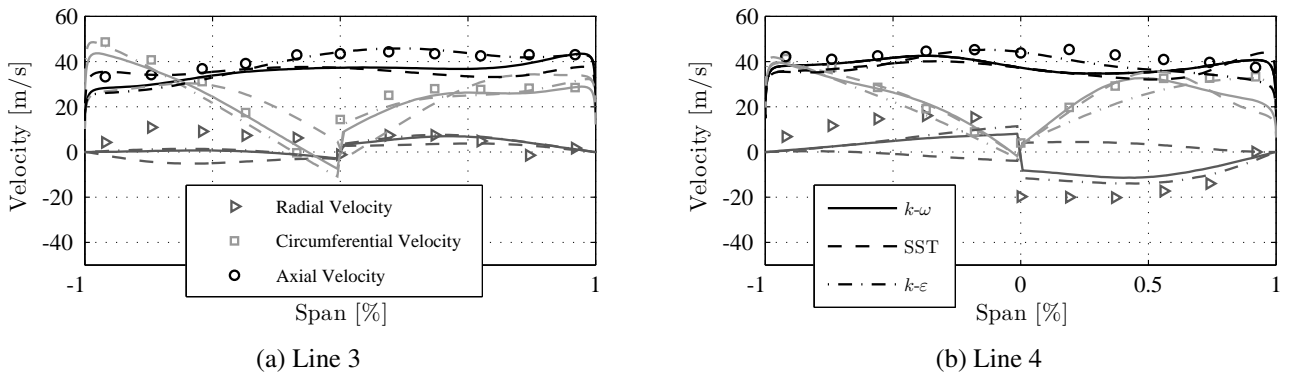 60
40
20
0
-20
-40
Velocity [m/s]
Radial Velocity
Circumferential Velocity
Axial Velocity
-1
1
Span [%]
(a) Line 3
60
40
20
0
-20
-40
Velocity [m/s]
k-ω
SST
k-ε
-1
0
0.5
1
Span [%]
(b) Line 4